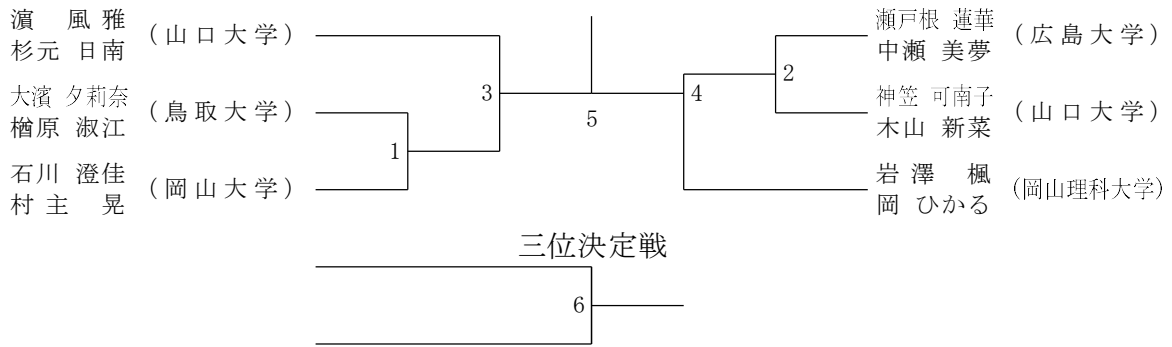 濵 風雅
杉元 日南
(山口大学)
大濱 夕莉奈
楢原 淑江
(鳥取大学)
石川 澄佳
村主 晃
(岡山大学)
3
1
5
4
2
瀬戸根 蓮華
中瀬 美夢
(広島大学)
神笠 可南子
木山 新菜
(山口大学)
岩澤 楓
岡 ひかる
(岡山理科大学)
三位決定戦
6